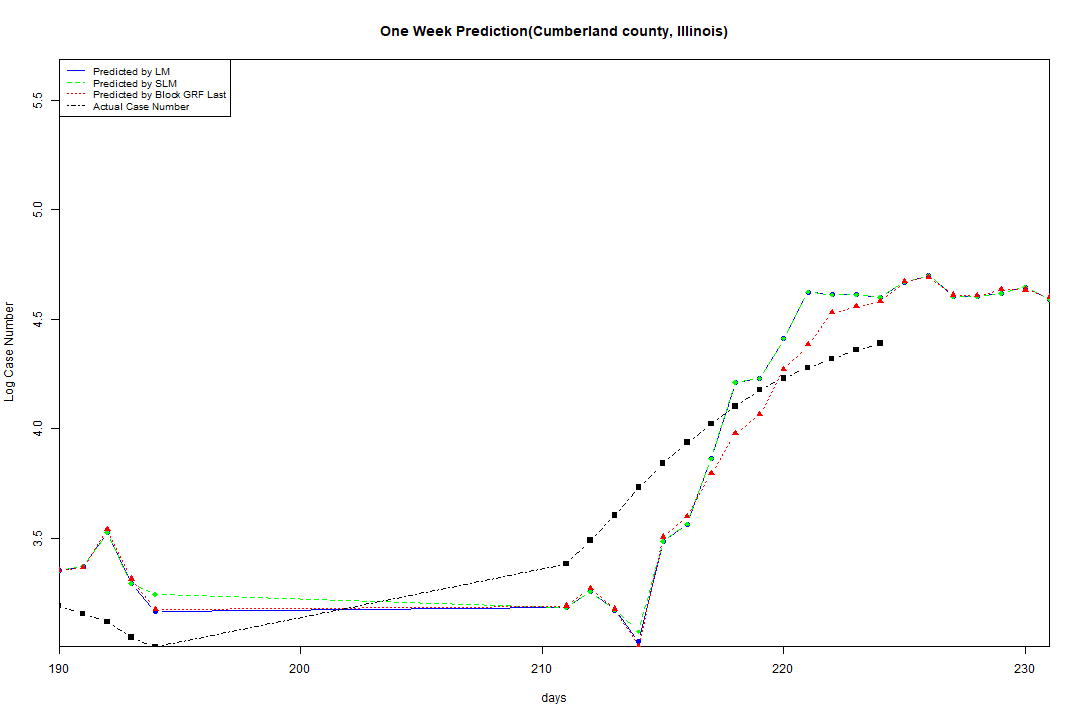 One Week Prediction(Cumberland county, Illinois)
Predicted by LM
Predicted by SLM
Predicted by Block GRF Last
Actual Case Number
5.5
5.0
4.5
4.0
3.5
Log Case Number
190 200 210 220 230
days